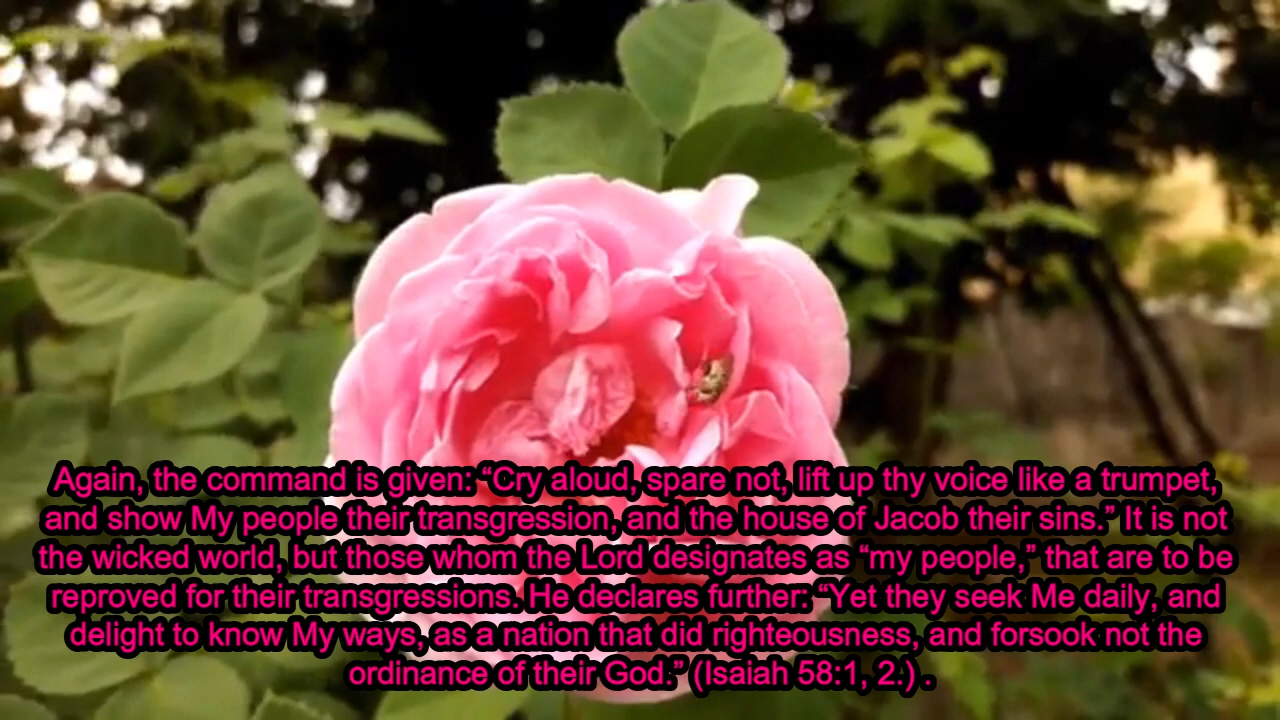 Again, the command is given: “Cry aloud, spare not, lift up thy voice like a trumpet,
and show My people their transgression, and the house of Jacob their sins.” It is not
the wicked world, but those whom the Lord designates as “my people,” that are to be
reproved for their transgressions. He declares further: “Yet they seek Me daily, and
delight to know My ways, as a nation that did righteousness, and forsook not the
ordinance of their God.” (Isaiah 58:1, 2.) .